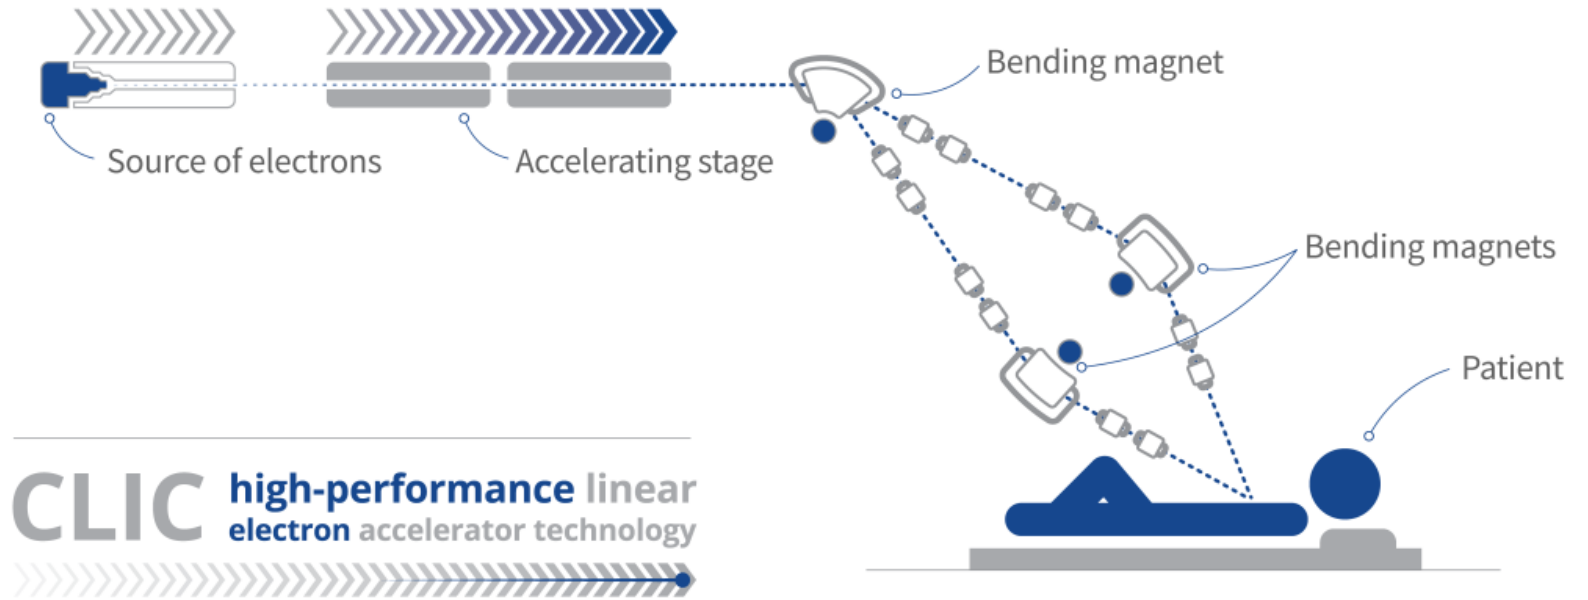 Bending magnet
Source of electrons
Accelerating stage
Bending magnets
Patient
CLIC
high-performance linear
electron accelerator technology